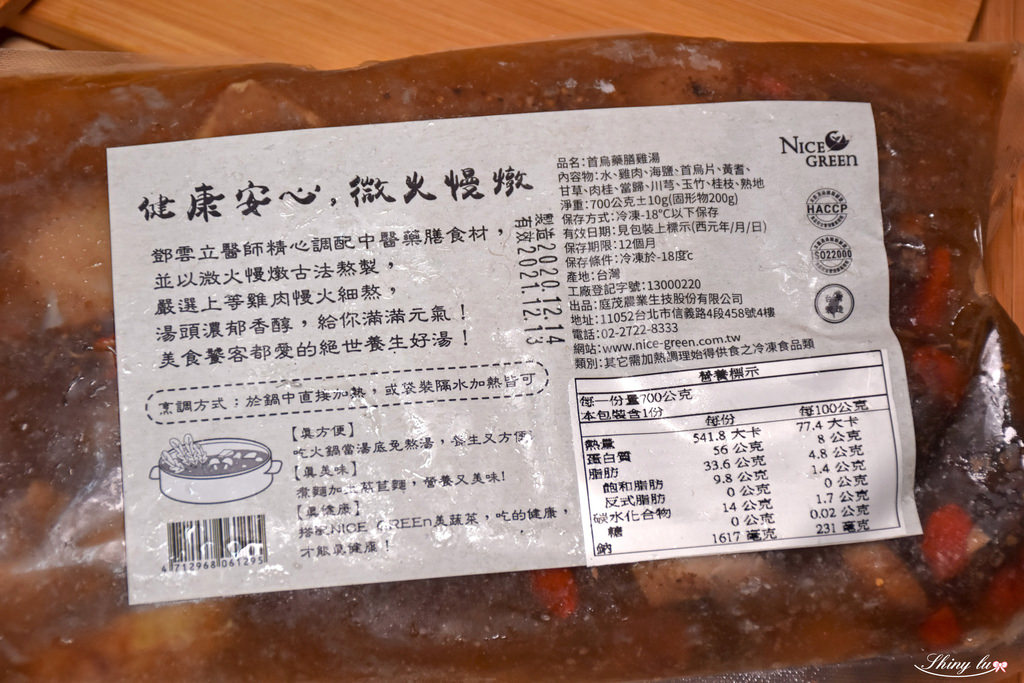 健康安心，微火慢燉
鄧雲立醫師精心調配中醫藥膳食材，
並以微火慢燉古法熬製，
嚴選上等雞肉慢火細熬，
湯頭濃郁香醇，給你滿滿元氣！
美食饕客都愛的絕世養生好湯！
烹調方式：於鍋中直接加熱，或袋裝隔水加熱皆可
【真方便】
吃火鍋當湯底免熬湯，養生又方便
【真美味】
煮麵加，營養又美味!
【真健康】
搭配NICE GREEn美蔬菜，吃的健康，
才能真健康！
4 712968 061295
製造2020.12.14
有效2021.12.13
品名：首烏藥膳雞湯
內容物：水、雞肉、海鹽、首烏片、黃耆、
甘草、肉桂、當歸、川芎、玉竹、桂枝、熟地
淨重：700公克土10g(固形物200g)
保存方式：冷凍-18°C以下保存
有效日期：見包裝上標示(西元年/月/日)
保存期限：12個月
保存條件：冷凍於-18度c
產地：台灣
工廠登記字號：13000220
出品：庭茂農業生技股份有限公司
地址：11052台北市信義路4段458號4樓
電話：02-2722-8333
網站：www.nice-green.com.tw
類別：其它需加熱調理始得供食之冷凍食品類
NICE GREEn
HACCP
ISO22000
營養標示
每一份量700公克
本包裝含1份
每份 每100公克
熱量 541.8 大卡 77.4 大卡
蛋白質 56 公克 8 公克
脂肪 33.6 公克 4.8 公克
飽和脂肪 9.8 公克 1.4 公克
反式脂肪 0 公克 0 公克
碳水化合物 14 公克 1.7 公克
糖 0 公克 0.02 公克
鈉 1617 毫克 231 毫克
Shiny lu